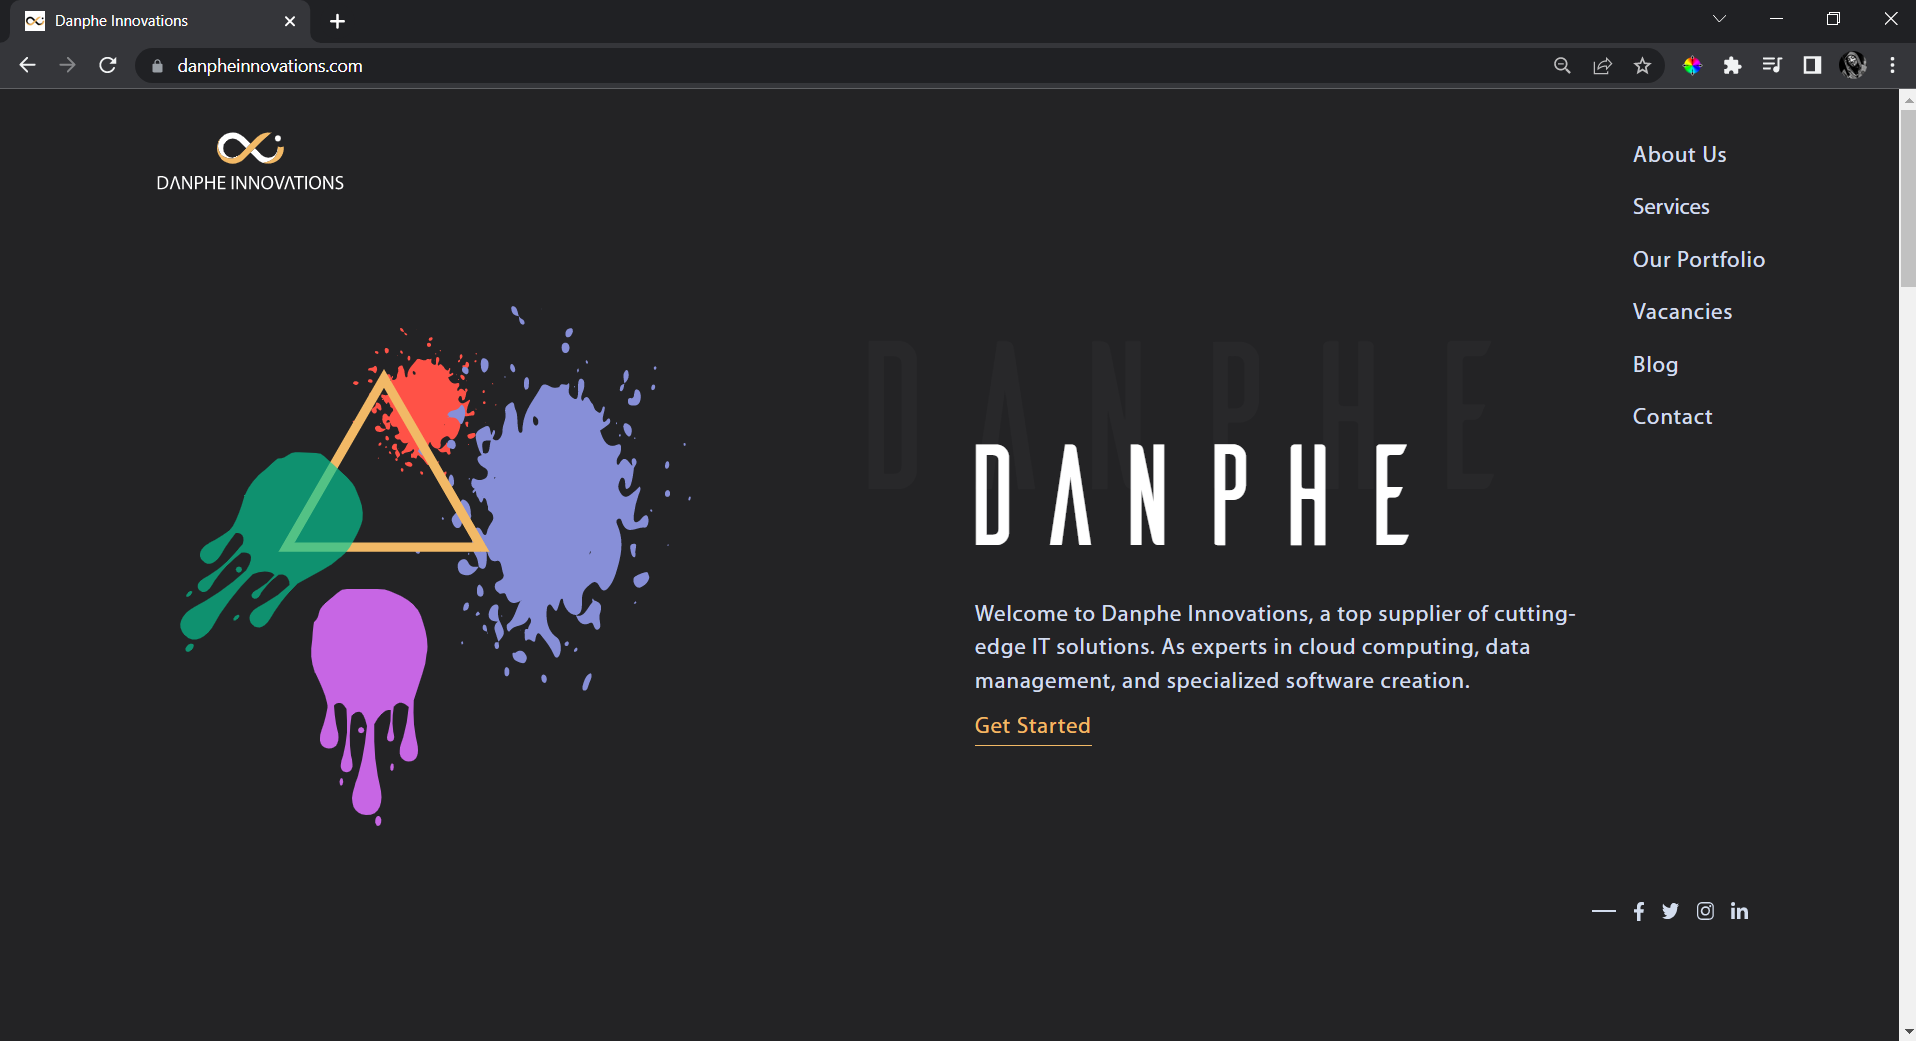 Danphe Innovations
danpheinnovations.com
DANPHE INNOVATIONS
About Us
Services
Our Portfolio
Vacancies
Blog
Contact
DANPHE
DANPHE
Welcome to Danphe Innovations, a top supplier of cutting-
edge IT solutions. As experts in cloud computing, data
management, and specialized software creation.
Get Started